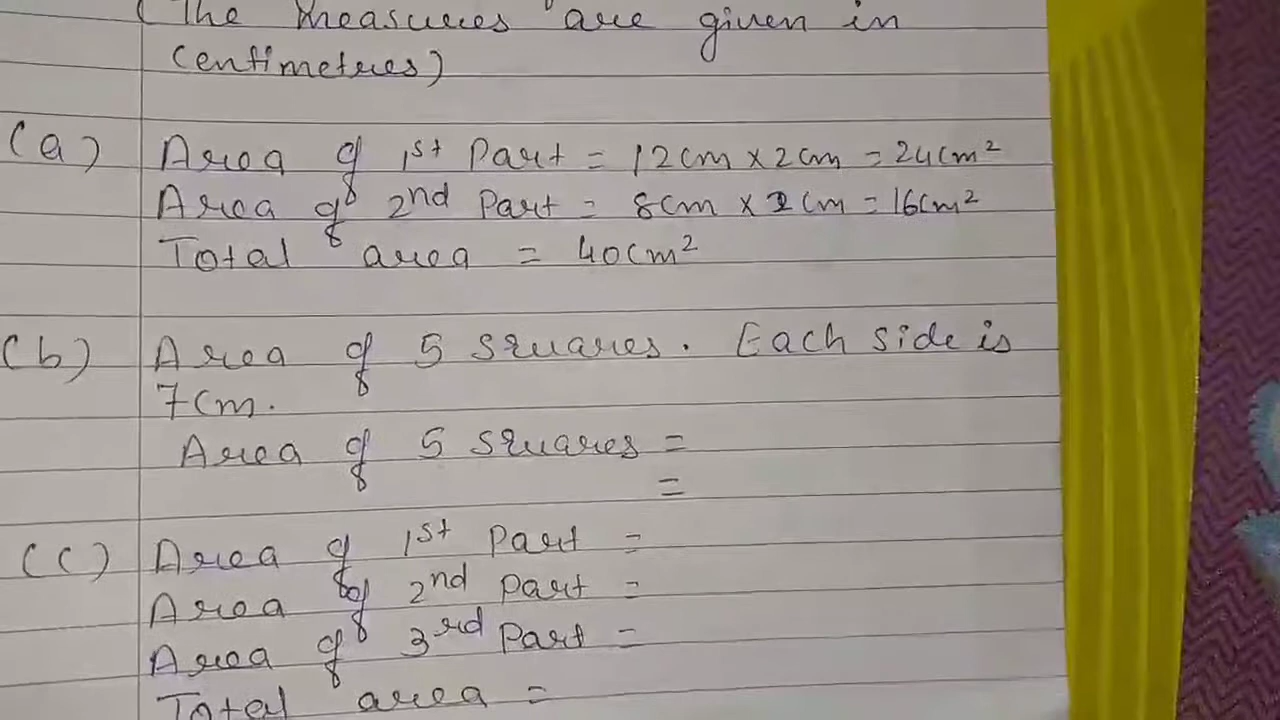 (The measures are given in
centimetres)
(a) Area of 1st Part = 12cm x 2cm = 24cm²
Area of 2nd Part = 8cm x 2cm = 16cm²
Total area = 40cm²
(b) Area of 5 squares. Each side is
7cm.
Area of 5 squares =
=
(c) Area of 1st Part =
Area of 2nd Part =
Area of 3rd Part =
Total area =